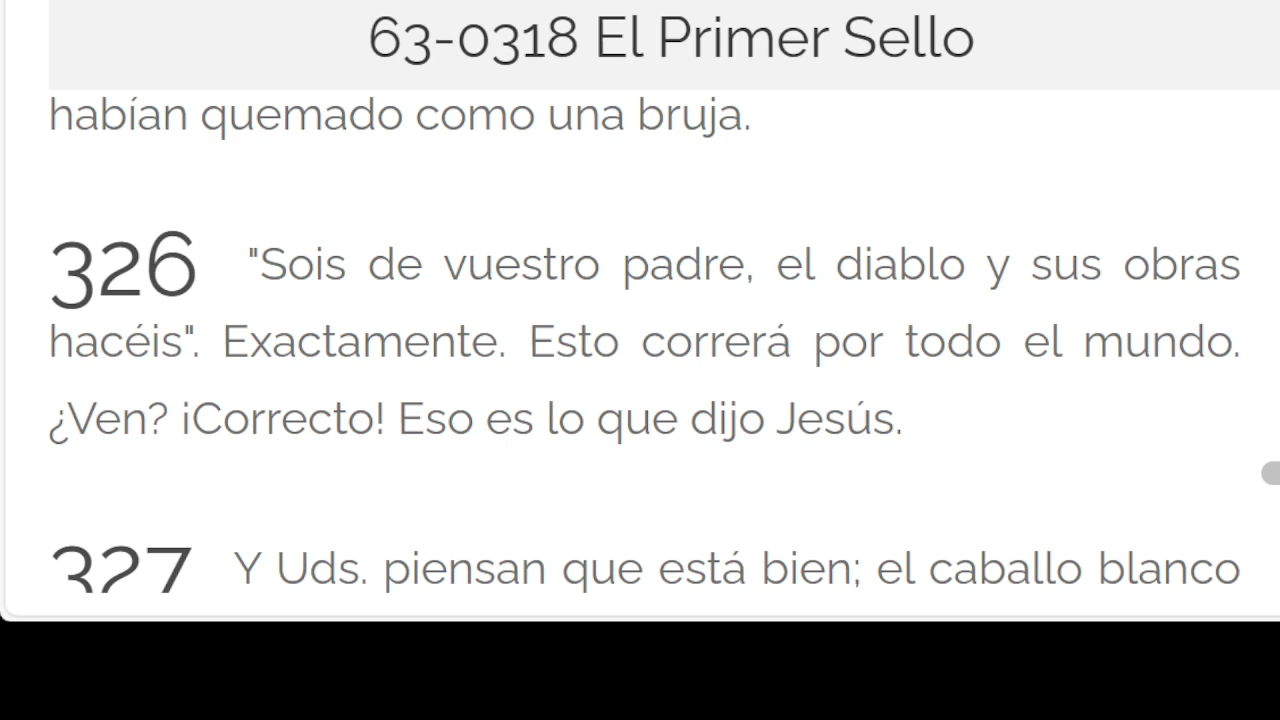 63-0318 El Primer Sello
habían quemado como una bruja.
326 "Sois de vuestro padre, el diablo y sus obras
hacéis". Exactamente. Esto correrá por todo el mundo.
¿Ven? ¡Correcto! Eso es lo que dijo Jesús.
327 Y Uds. piensan que está bien; el caballo blanco